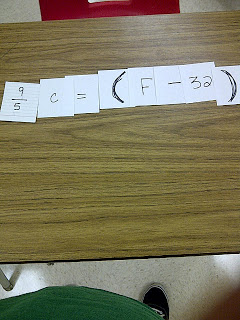 9/5 C = (F - 32)